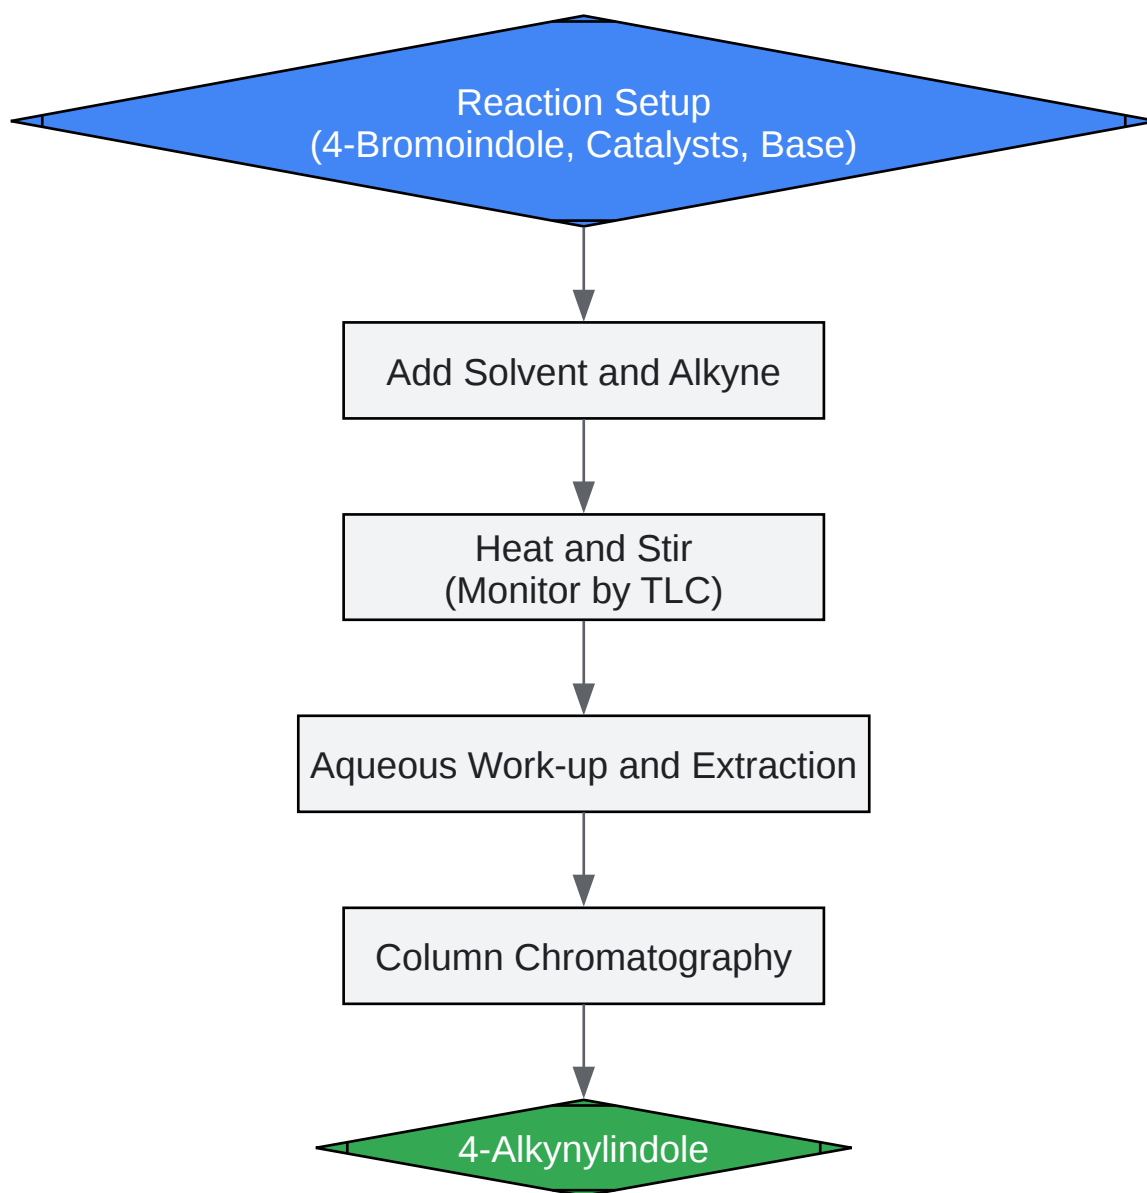 Reaction Setup
(4-Bromoindole, Catalysts, Base)
Add Solvent and Alkyne
Heat and Stir
(Monitor by TLC)
Aqueous Work-up and Extraction
Column Chromatography
4-Alkynylindole